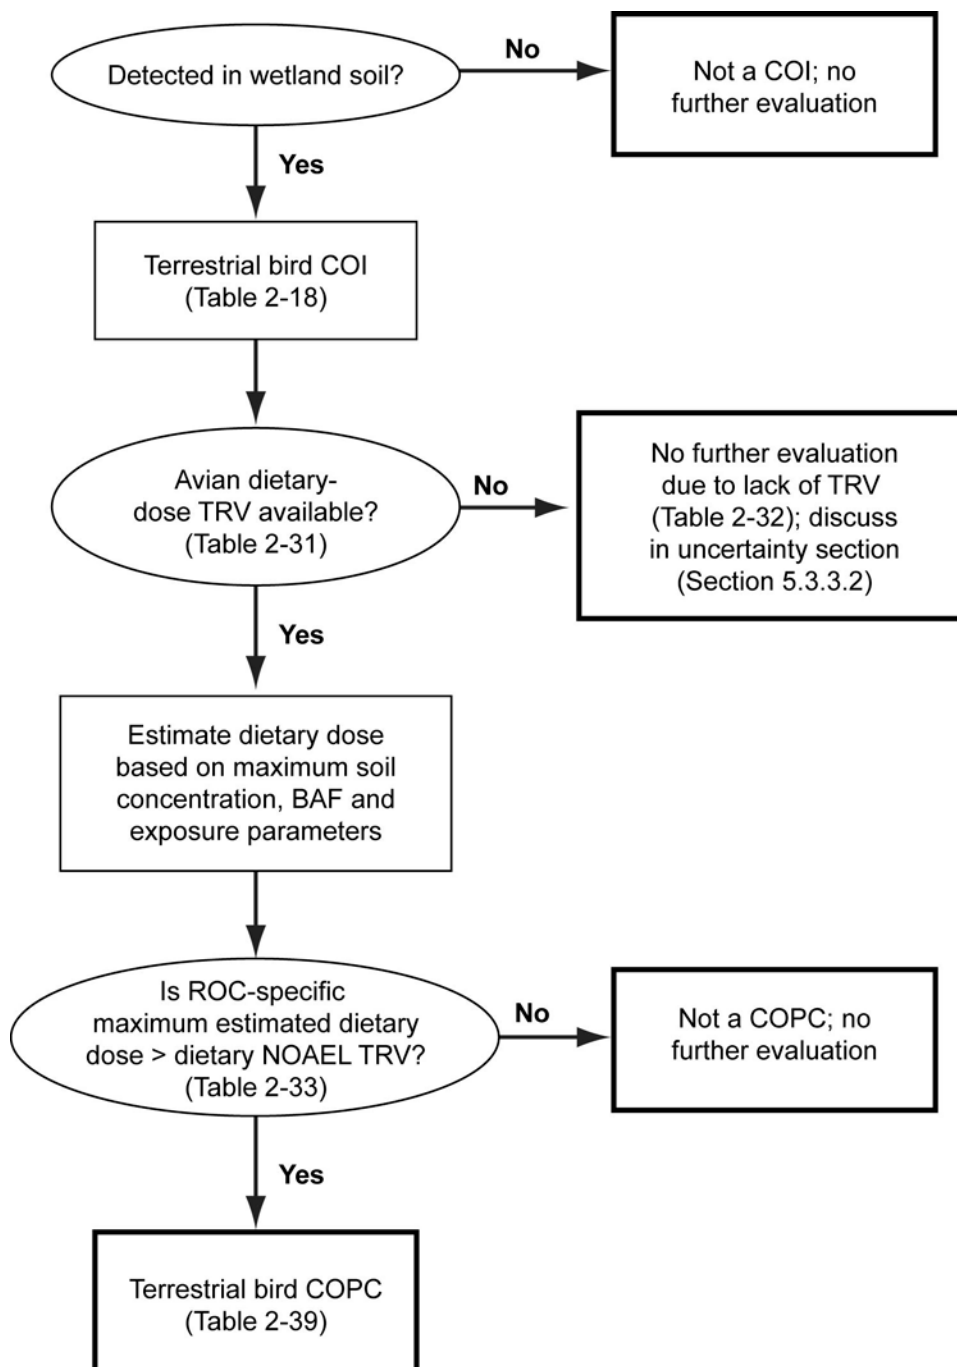 Detected in wetland soil?
No
Not a COI; no
further evaluation
Yes
Terrestrial bird COI
(Table 2-18)
Avian dietary-
dose TRV available?
(Table 2-31)
No
No further evaluation
due to lack of TRV
(Table 2-32); discuss
in uncertainty section
(Section 5.3.3.2)
Yes
Estimate dietary dose
based on maximum soil
concentration, BAF and
exposure parameters
Is ROC-specific
maximum estimated dietary
dose > dietary NOAEL TRV?
(Table 2-33)
No
Not a COPC; no
further evaluation
Yes
Terrestrial bird COPC
(Table 2-39)